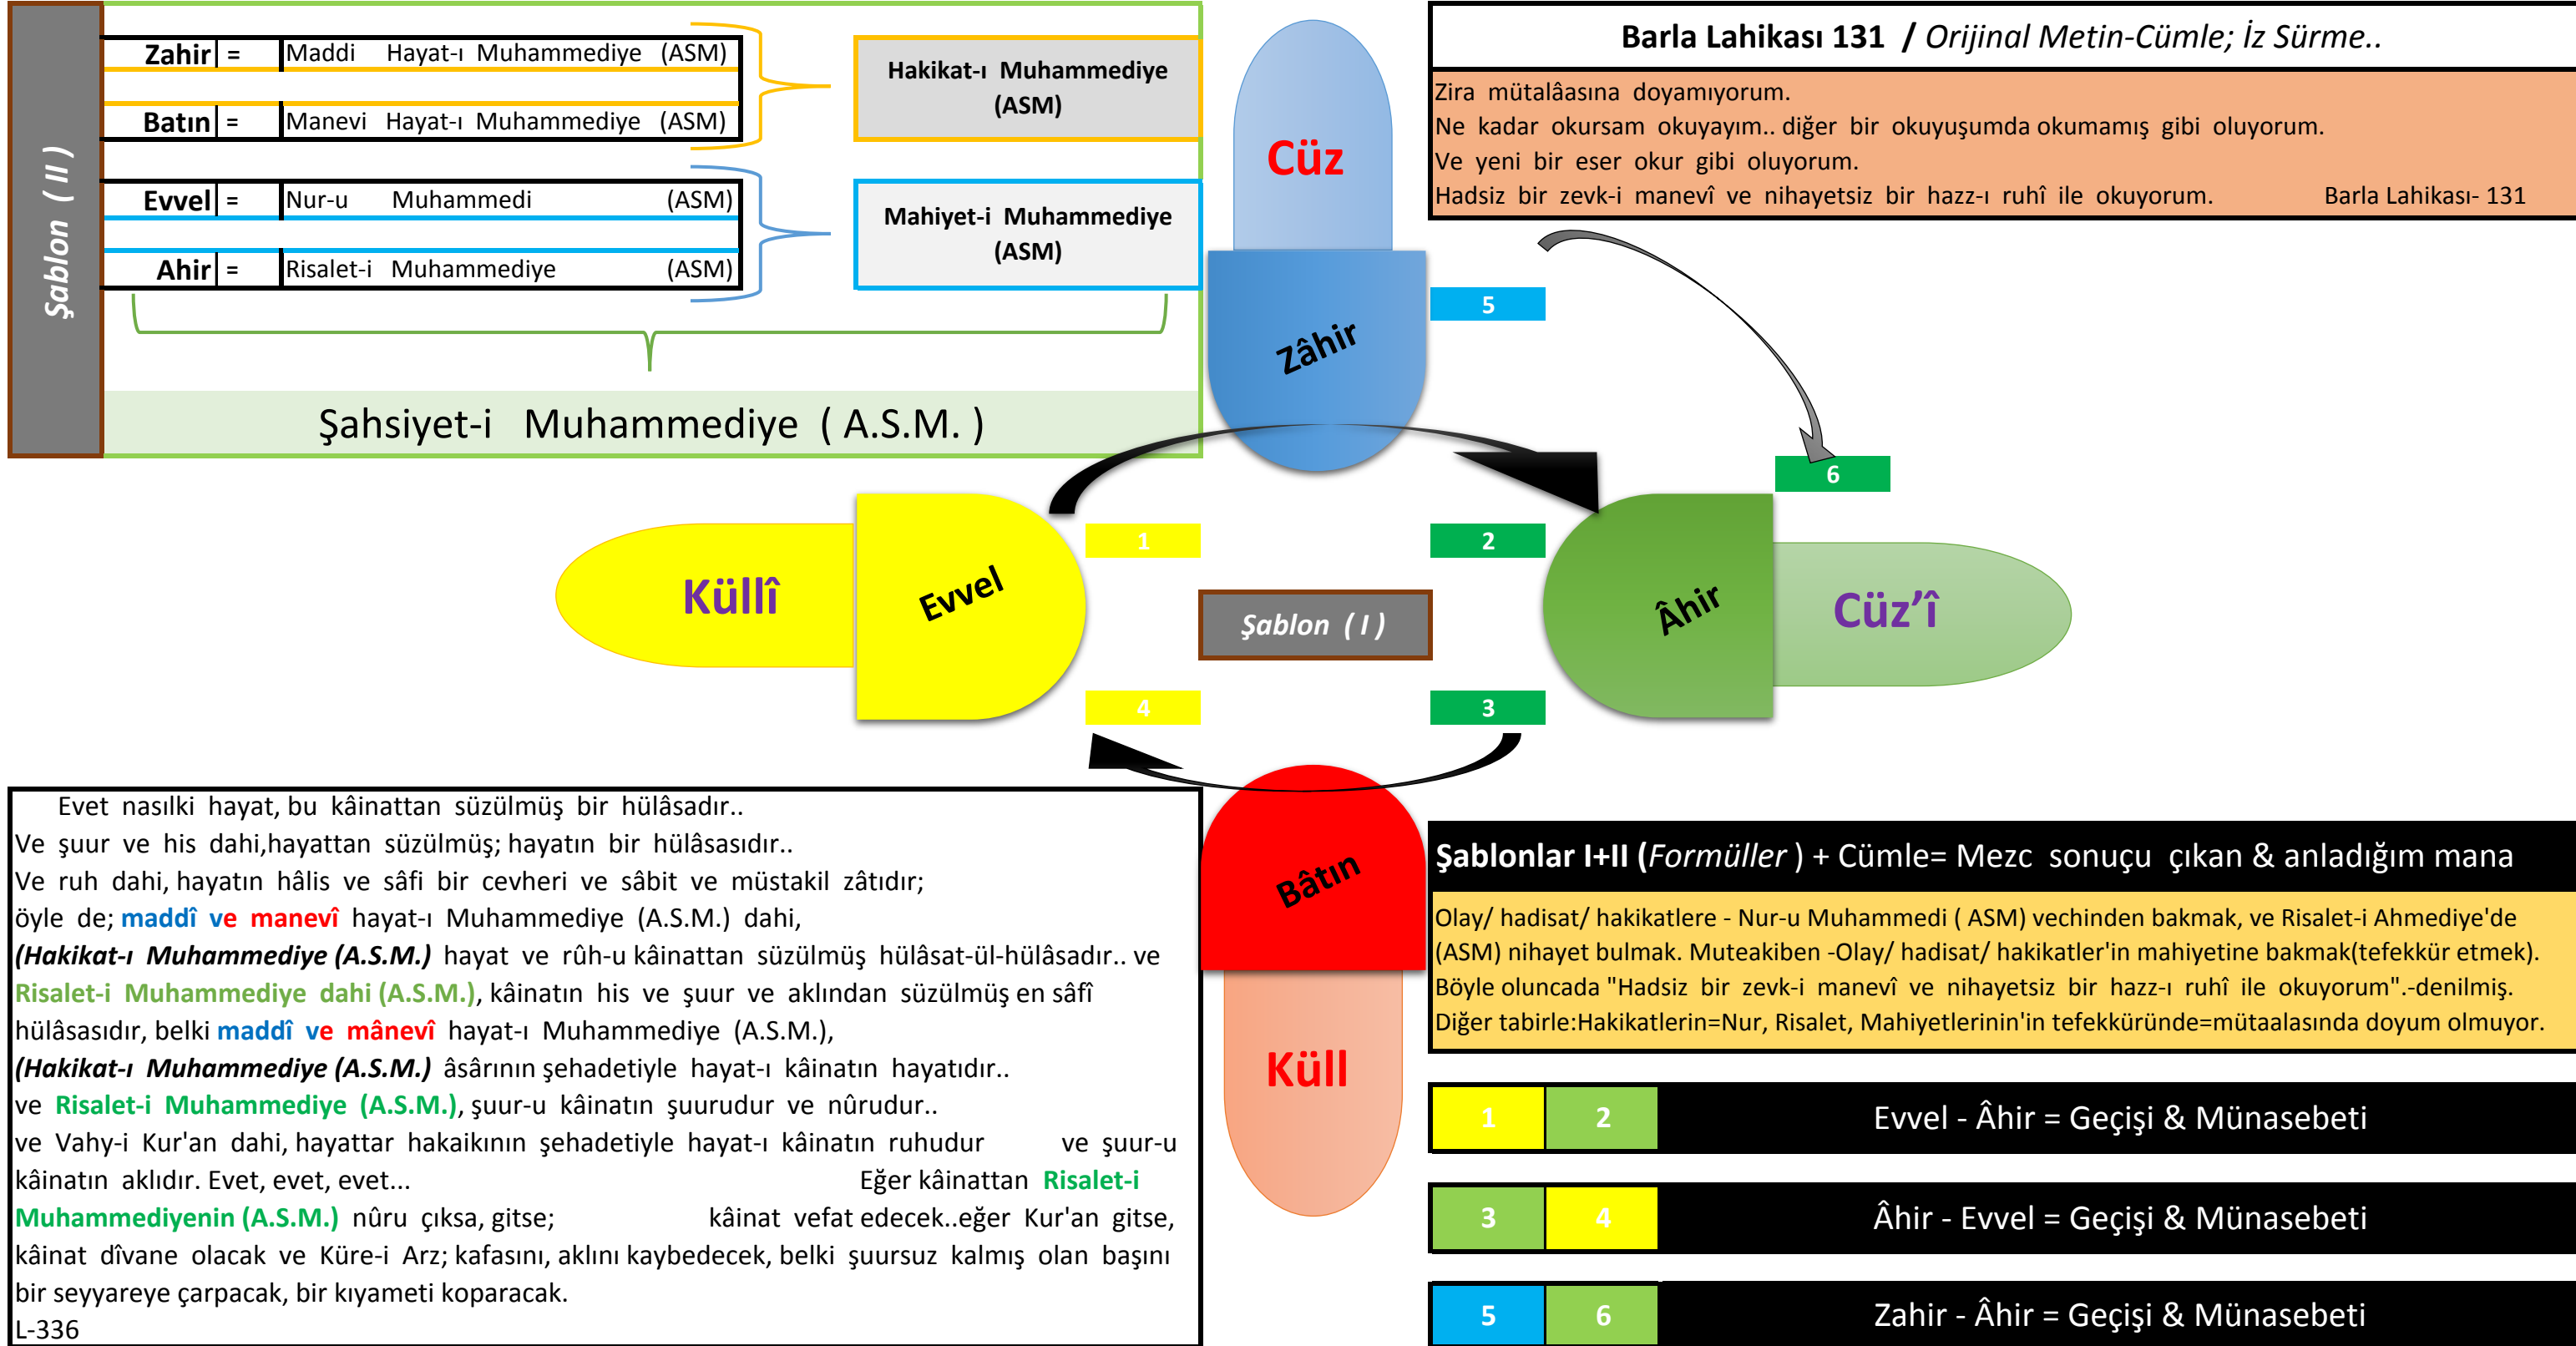 Şablon ( II )
Zahir = Maddi Hayat-ı Muhammediye (ASM)
Batın = Manevi Hayat-ı Muhammediye (ASM)
Evvel = Nur-u Muhammedi (ASM)
Ahir = Risalet-i Muhammediye (ASM)
Hakikat-ı Muhammediye
(ASM)
Mahiyet-i Muhammediye
(ASM)
Şahsiyet-i Muhammediye ( A.S.M. )
Barla Lahikası 131 / Orijinal Metin-Cümle; İz Sürme..
Zira mütalâasına doyamıyorum.
Ne kadar okursam okuyayım.. diğer bir okuyuşumda okumamış gibi oluyorum.
Ve yeni bir eser okur gibi oluyorum.
Hadsiz bir zevk-i manevî ve nihayetsiz bir hazz-ı ruhî ile okuyorum. Barla Lahikası- 131
Cüz
Zâhir
5
6
Küllî
Evvel
1
2
Şablon ( I )
Âhir
Cüz’î
4
3
Bâtın
Küll
Evet nasılki hayat, bu kâinattan süzülmüş bir hülâsadır..
Ve şuur ve his dahi,hayattan süzülmüş; hayatın bir hülâsasıdır..
Ve ruh dahi, hayatın hâlis ve sâfi bir cevheri ve sâbit ve müstakil zâtıdır;
öyle de; maddî ve manevî hayat-ı Muhammediye (A.S.M.) dahi,
(Hakikat-ı Muhammediye (A.S.M.) hayat ve rûh-u kâinattan süzülmüş hülâsat-ül-hülâsadır.. ve
Risalet-i Muhammediye dahi (A.S.M.), kâinatın his ve şuur ve aklından süzülmüş en sâfî
hülâsasıdır, belki maddî ve mânevî hayat-ı Muhammediye (A.S.M.),
(Hakikat-ı Muhammediye (A.S.M.) âsârının şehadetiyle hayat-ı kâinatın hayatıdır..
ve Risalet-i Muhammediye (A.S.M.), şuur-u kâinatın şuurudur ve nûrudur..
ve Vahy-i Kur'an dahi, hayattar hakaikının şehadetiyle hayat-ı kâinatın ruhudur ve şuur-u
kâinatın aklıdır. Evet, evet, evet... Eğer kâinattan Risalet-i
Muhammediyenin (A.S.M.) nûru çıksa, gitse; kâinat vefat edecek..eğer Kur'an gitse,
kâinat dîvane olacak ve Küre-i Arz; kafasını, aklını kaybedecek, belki şuursuz kalmış olan başını
bir seyyareye çarpacak, bir kıyameti koparacak.
L-336
Şablonlar I+II (Formüller ) + Cümle= Mezc sonuçu çıkan & anladığım mana
Olay/ hadisat/ hakikatlere - Nur-u Muhammedi ( ASM) vechinden bakmak, ve Risalet-i Ahmediye'de
(ASM) nihayet bulmak. Muteakiben -Olay/ hadisat/ hakikatler'in mahiyetine bakmak(tefekkür etmek).
Böyle oluncada "Hadsiz bir zevk-i manevî ve nihayetsiz bir hazz-ı ruhî ile okuyorum".-denilmiş.
Diğer tabirle:Hakikatlerin=Nur, Risalet, Mahiyetlerinin'in tefekküründe=mütaalasında doyum olmuyor.
1 2 Evvel - Âhir = Geçişi & Münasebeti
3 4 Âhir - Evvel = Geçişi & Münasebeti
5 6 Zahir - Âhir = Geçişi & Münasebeti